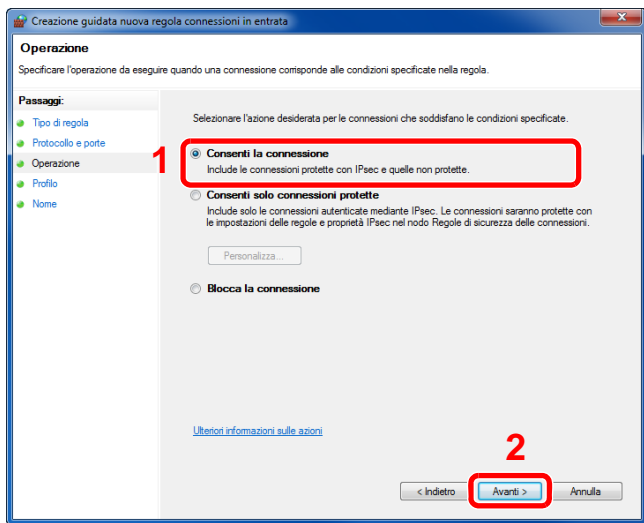 Creazione guidata nuova regola connessioni in entrata
Operazione
Specificare l'operazione da eseguire quando una connessione corrisponde alle condizioni specificate nella regola.
Passaggi:
Tipo di regola
Protocollo e porte
Operazione
Profilo
Nome
Selezionare l'azione desiderata per le connessioni che soddisfano le condizioni specificate.
1
Consenti la connessione
Include le connessioni protette con IPsec e quelle non protette.
Consenti solo connessioni protette
Include solo le connessioni autenticate mediante IPsec. Le connessioni saranno protette con
le impostazioni delle regole e proprietà IPsec nel nodo Regole di sicurezza delle connessioni.
Personalizza...
Blocca la connessione
Ulteriori informazioni sulle azioni
2
< Indietro
Avanti >
Annulla